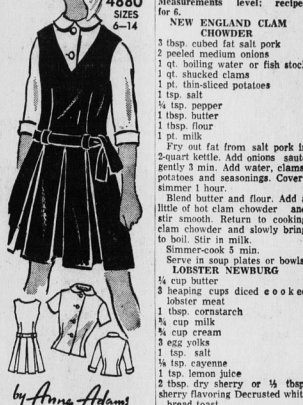 4880
SIZES
6-14
by Anne Adams
Measurements level; recipe
for 6.
NEW ENGLAND CLAM
CHOWDER
3 tbsp. cubed fat salt pork
2 peeled medium onions
1 qt. boiling water or fish stock
1 qt. shucked clams
1 pt. thin-sliced potatoes
1 tsp. salt
¼ tsp. pepper
1 tbsp. butter
1 tbsp. flour
1 pt. milk
Fry out fat from salt pork i
2-quart kettle. Add onions saut
gently 3 min. Add water, clams
potatoes and seasonings. Cover
simmer 1 hour.
Blend butter and flour. Add
little of hot clam chowder an
stir smooth. Return to cooking
clam chowder and slowly bring
to boil. Stir in milk.
Simmer-cook 5 min.
Serve in soup plates or bowls
LOBSTER NEWBURG
¼ cup butter
3 heaping cups diced cooke
lobster meat
1 tbsp. cornstarch
¾ cup milk
¾ cup cream
3 egg yolks
1 tsp. salt
⅛ tsp. cayenne
1 tsp. lemon juice
2 tbsp. dry sherry or ½ tbsp
sherry flavoring Decrusted whit
bread toast